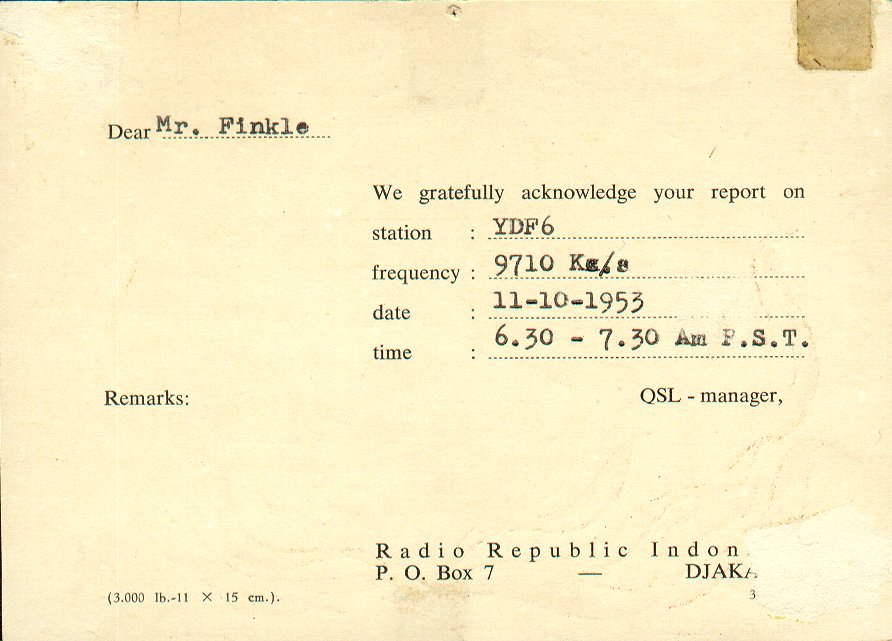 Dear Mr. Finkle
We gratefully acknowledge your report on
station : YDF6
frequency : 9710 Kc/s
date : 11-10-1953
time : 6.30 - 7.30 Am P.S.T.
Remarks: QSL - manager,
Radio Republic Indon
P. O. Box 7 — DJAKA
(3.000 lb.-11 × 15 cm.). 3